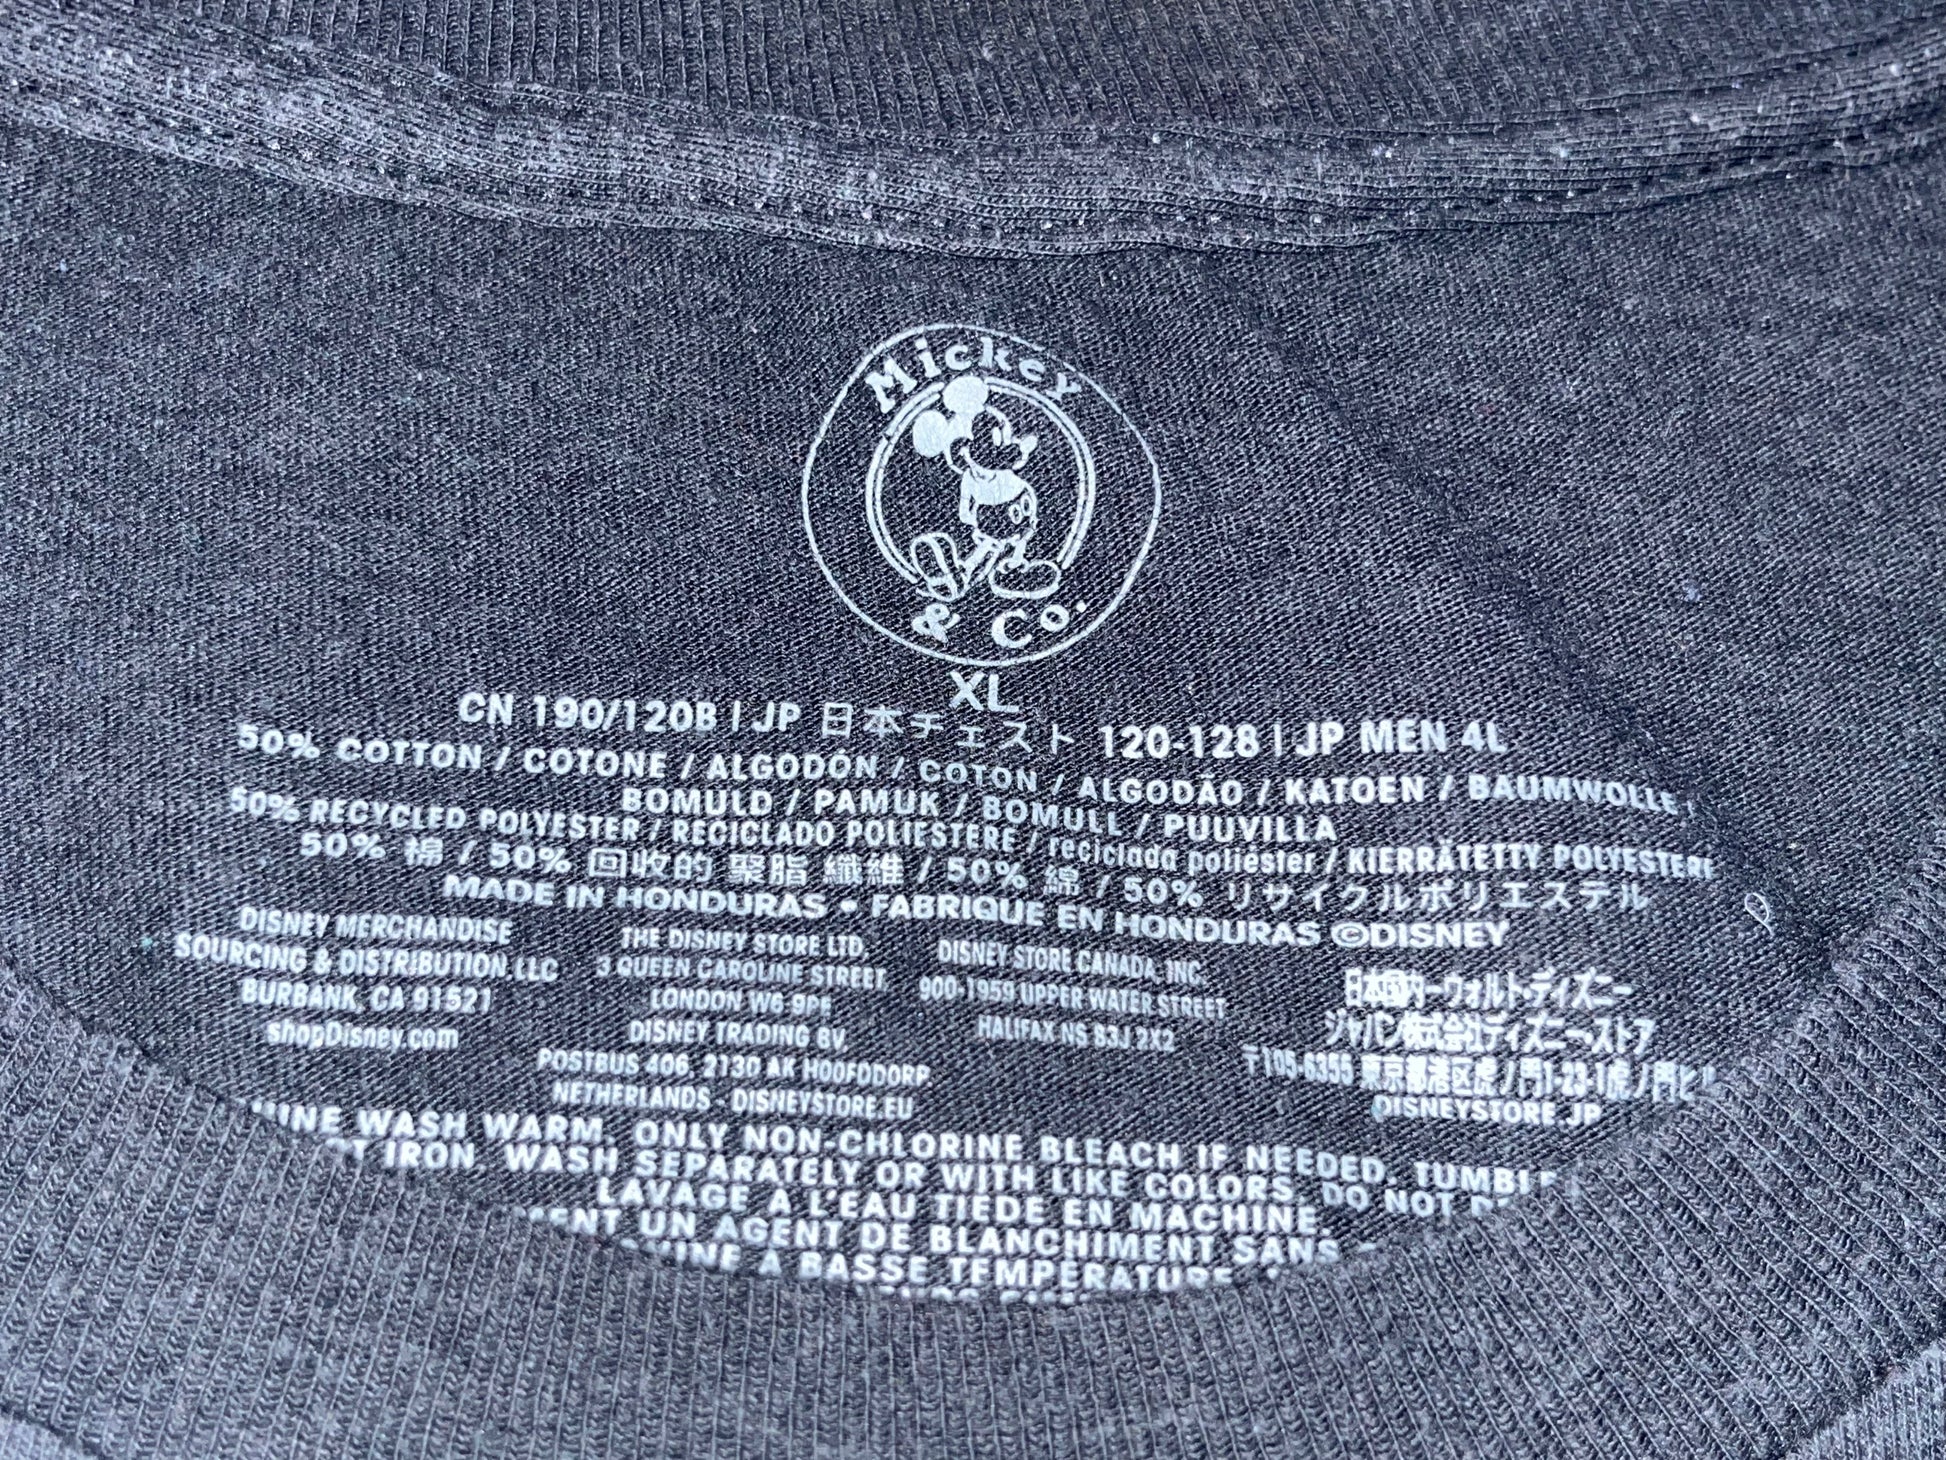 Mickey
& Co.
XL
CN 190/120B | JP 日本チェスト 120-128 | JP MEN 4L
50% COTTON / COTONE / ALGODÓN / COTON / ALGODÃO / KATOEN / BAUMWOLLE /
BOMULD / PAMUK / BOMULL / PUUVILLA
50% RECYCLED POLYESTER / RECICLADO POLIESTERE / reciclada poliéster / KIERRÄTETTY POLYESTERI
50% 棉 / 50% 回收的 聚脂 纖維 / 50% 綿 / 50% リサイクルポリエステル
MADE IN HONDURAS • FABRIQUE EN HONDURAS ©DISNEY
DISNEY MERCHANDISE
SOURCING & DISTRIBUTION LLC
BURBANK, CA 91521
shopDisney.com
THE DISNEY STORE LTD.
3 QUEEN CAROLINE STREET,
LONDON W6 9PE
DISNEY TRADING BV,
POSTBUS 406, 2130 AK HOOFDDORP,
NETHERLANDS - DISNEYSTORE.EU
DISNEY STORE CANADA, INC.
900-1959 UPPER WATER STREET
HALIFAX NS B3J 2X2
日本国内-ウォルト・ディズニー
ジャパン株式会社ディズニー・ストア
〒105-6355 東京都港区虎ノ門1-23-1虎ノ門ヒ
DISNEYSTORE.JP
WASH WARM. ONLY NON-CHLORINE BLEACH IF NEEDED. TUMBLE
IRON. WASH SEPARATELY OR WITH LIKE COLORS. DO NOT
LAVAGE A L'EAU TIÈDE EN MACHINE.
UN AGENT DE BLANCHIMENT SANS
A BASSE TEMPÉRATURE